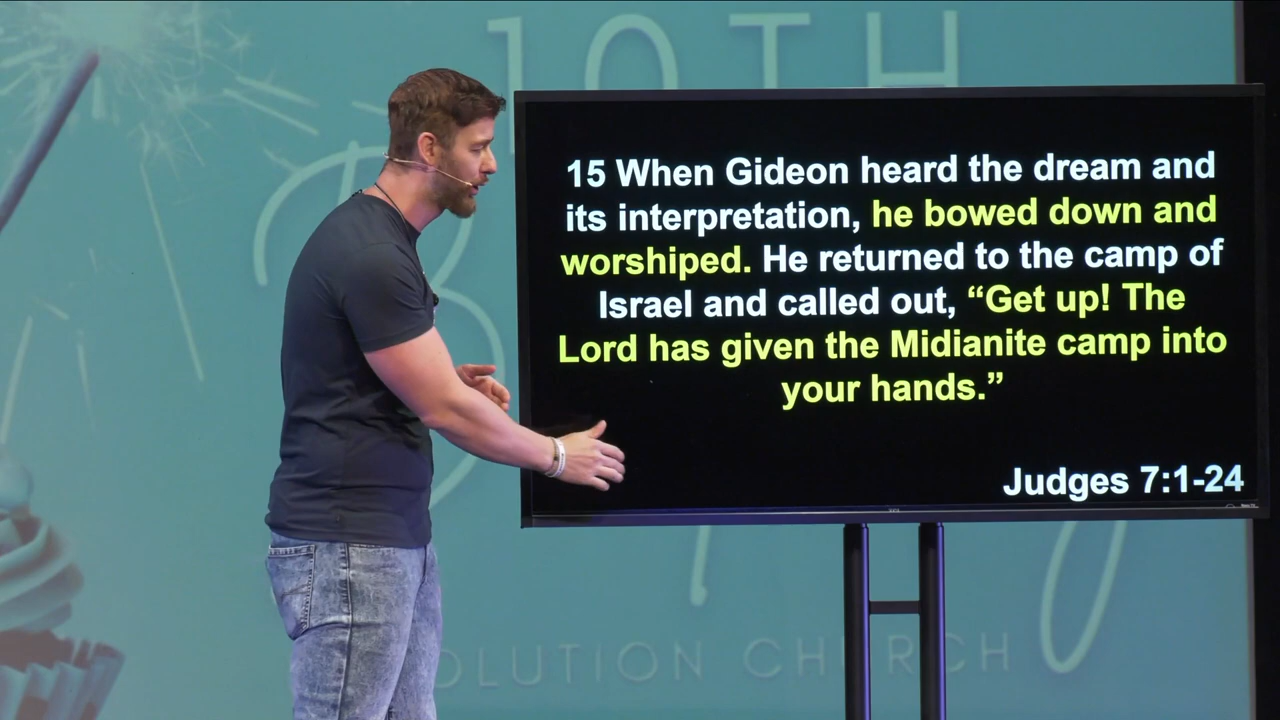 10TH
15 When Gideon heard the dream and
its interpretation, he bowed down and
worshiped. He returned to the camp of
Israel and called out, “Get up! The
Lord has given the Midianite camp into
your hands.”
Judges 7:1-24
OLUTION CHURCH